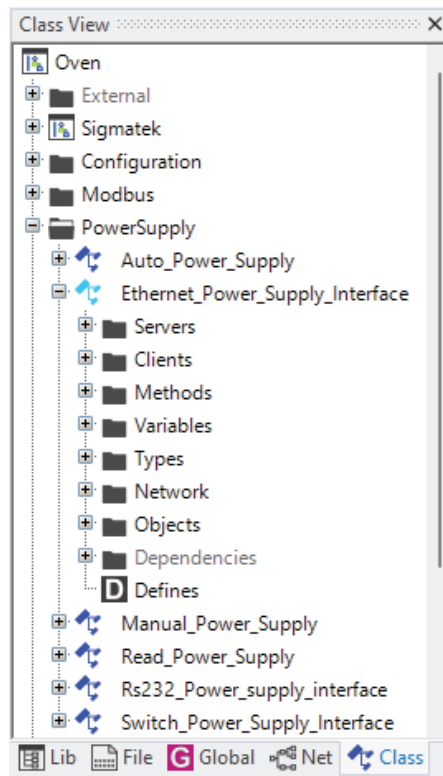 Class View
Oven
External
Sigmatek
Configuration
Modbus
PowerSupply
Auto_Power_Supply
Ethernet_Power_Supply_Interface
Servers
Clients
Methods
Variables
Types
Network
Objects
Dependencies
D Defines
Manual_Power_Supply
Read_Power_Supply
Rs232_Power_supply_interface
Switch_Power_Supply_Interface
Lib File G Global Net Class